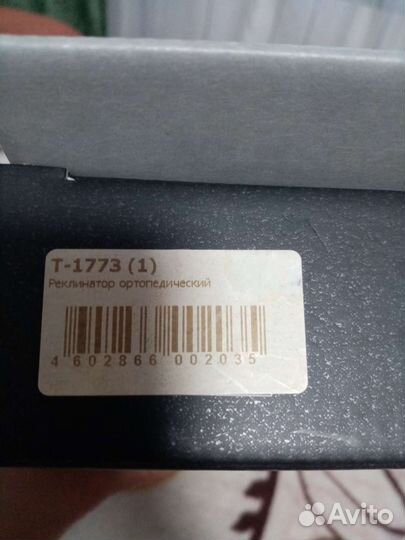 T-1773 (1)
Реклинатор ортопедический
4 602866 002035
Avito